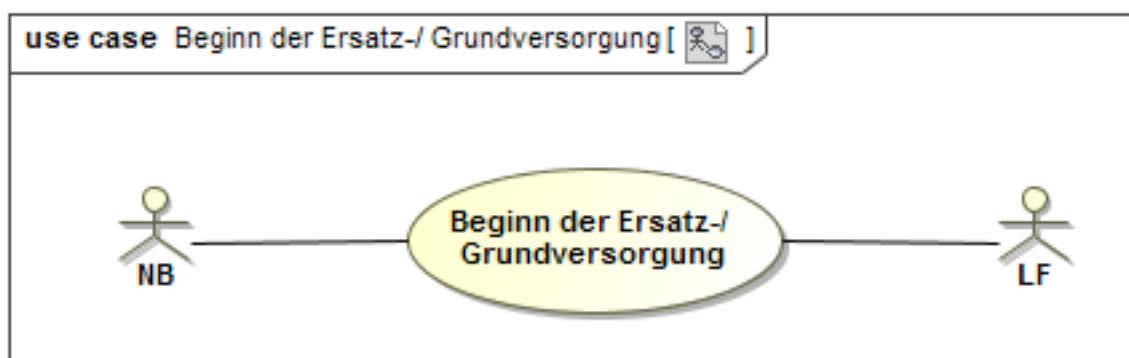 use case Beginn der Ersatz-/ Grundversorgung [ ]
Beginn der Ersatz-/
Grundversorgung
NB
LF